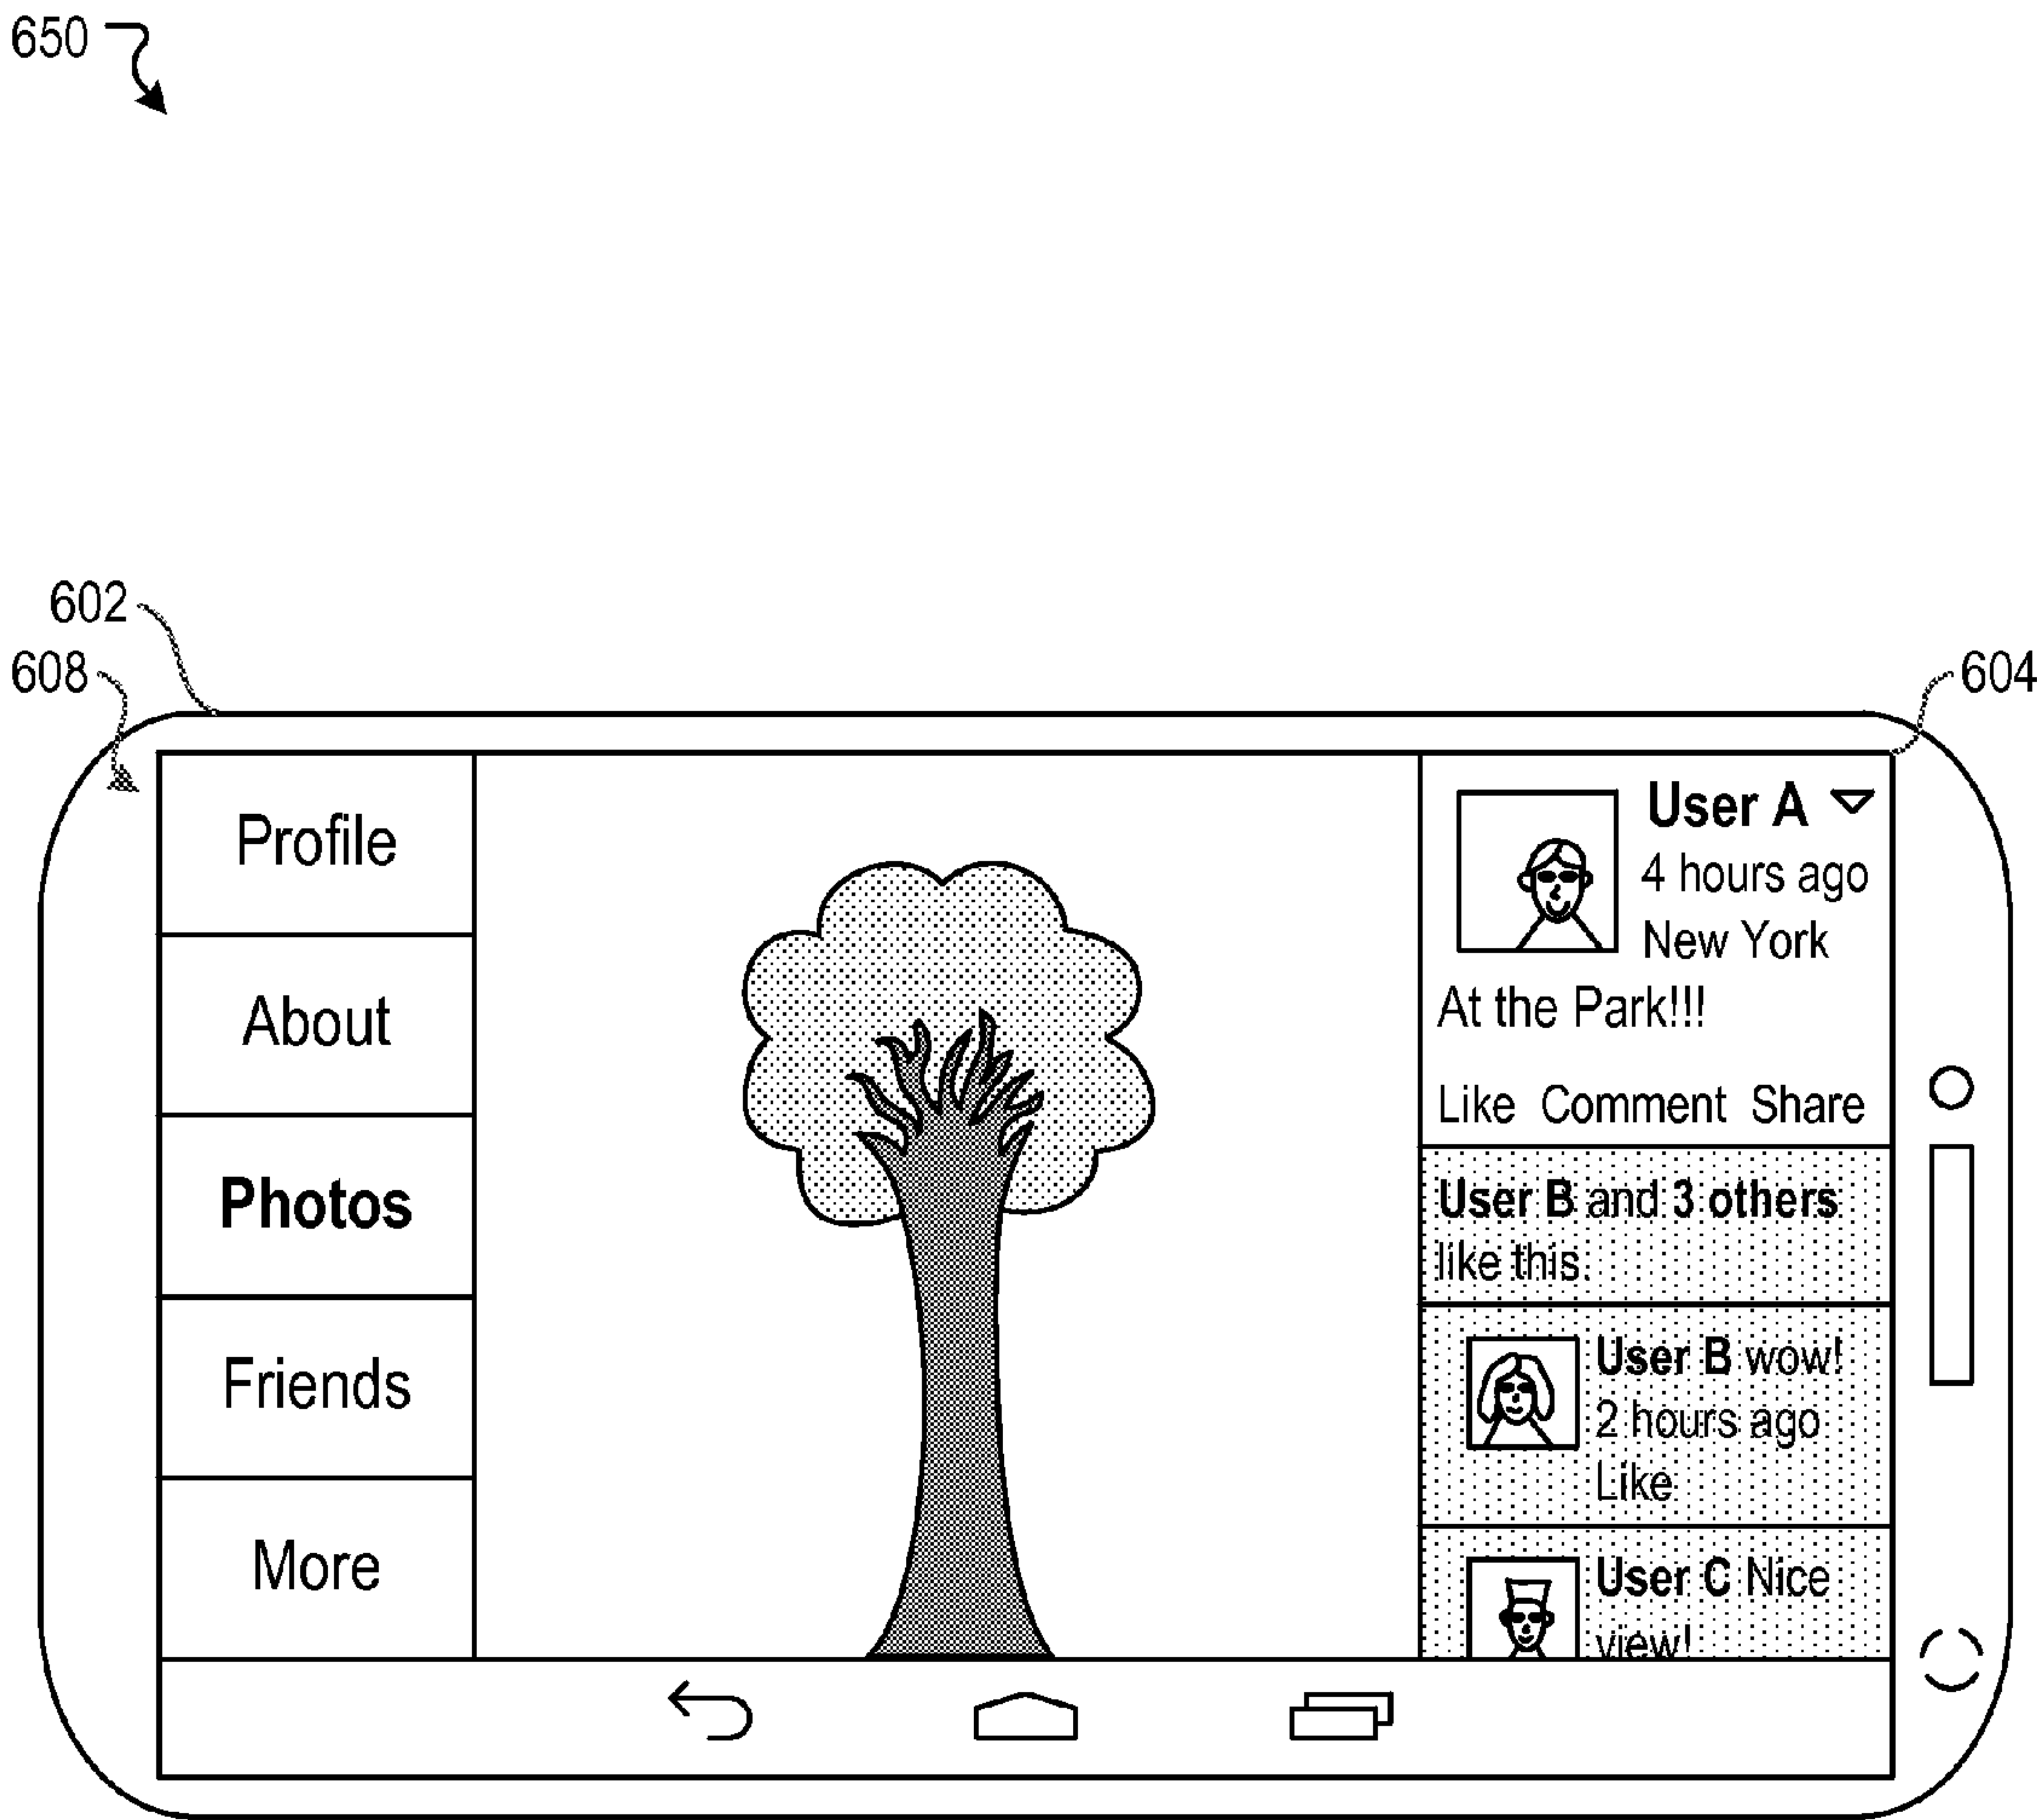 650
602
608
604
Profile
About
Photos
Friends
More
User A
4 hours ago
New York
At the Park!!!
Like Comment Share
User B and 3 others
like this.
User B wow!
2 hours ago
Like
User C Nice
view!